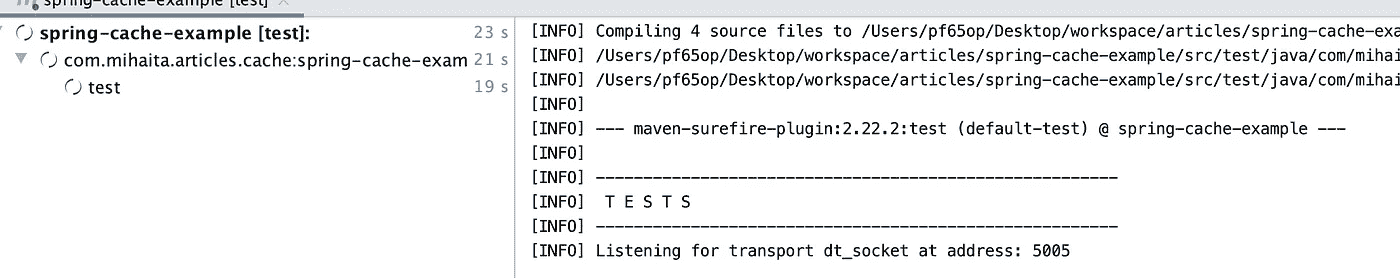 spring-cache-example [test]
spring-cache-example [test]: 23 s
com.mihaita.articles.cache:spring-cache-exam 21 s
test 19 s
[INFO] Compiling 4 source files to /Users/pf65op/Desktop/workspace/articles/spring-cache-exa
[INFO] /Users/pf65op/Desktop/workspace/articles/spring-cache-example/src/test/java/com/mihai
[INFO] /Users/pf65op/Desktop/workspace/articles/spring-cache-example/src/test/java/com/mihai
[INFO]
[INFO] --- maven-surefire-plugin:2.22.2:test (default-test) @ spring-cache-example ---
[INFO]
[INFO] -------------------------------------------------------
[INFO] T E S T S
[INFO] -------------------------------------------------------
[INFO] Listening for transport dt_socket at address: 5005